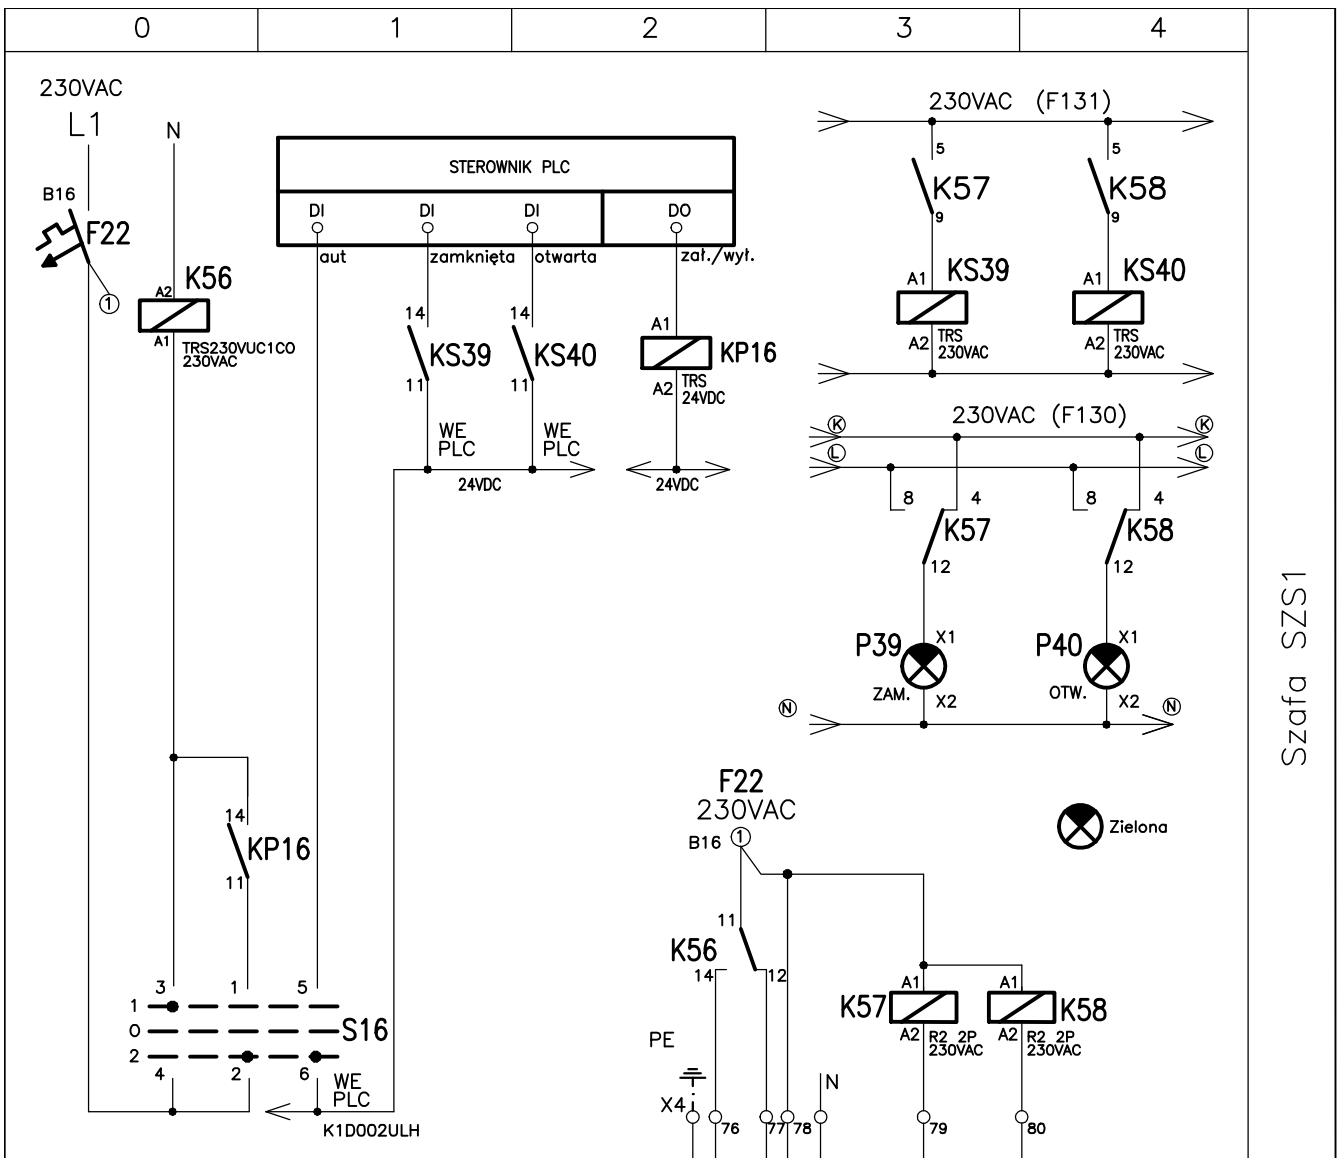 0 1 2 3 4
230VAC
L1
N
B16
F22
1
K56
A2
A1
TRS230VUC1CO
230VAC
STEROWNIK PLC
DI DI DI DO
aut zamknięta otwarta zał./wył.
14 14
KS39 KS40
11 11
A1
KP16
A2
TRS
24VDC
WE
PLC
WE
PLC
24VDC 24VDC
230VAC (F131)
5 5
K57 K58
9 9
KS39 KS40
A1 A1
A2 TRS
230VAC
A2 TRS
230VAC
230VAC (F130)
K K
L L
8 4 8 4
K57 K58
12 12
P39 X1 P40 X1
ZAM. X2 OTW. X2
N N
Zielona
14
KP16
11
3 1 5
1
0 S16
2
4 2 6
WE
PLC
K1D002ULH
F22
230VAC
B16 1
11
K56
14 12
A1 A1
K57 K58
A2 R2 2P
230VAC
A2 R2 2P
230VAC
PE
N
X4
76 77 78 79 80
Szafa SZS1